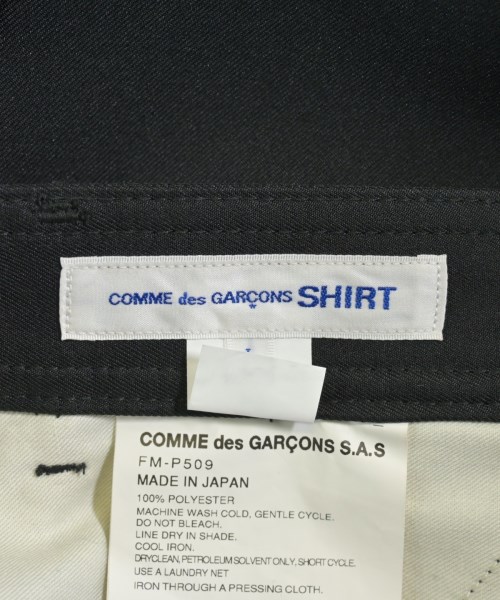 COMME des GARÇONS SHIRT
COMME des GARÇONS S.A.S
FM-P509
MADE IN JAPAN
100% POLYESTER
MACHINE WASH COLD, GENTLE CYCLE.
DO NOT BLEACH.
LINE DRY IN SHADE.
COOL IRON.
DRYCLEAN, PETROLEUM SOLVENT ONLY, SHORT CYCLE.
USE A LAUNDRY NET
IRON THROUGH A PRESSING CLOTH.